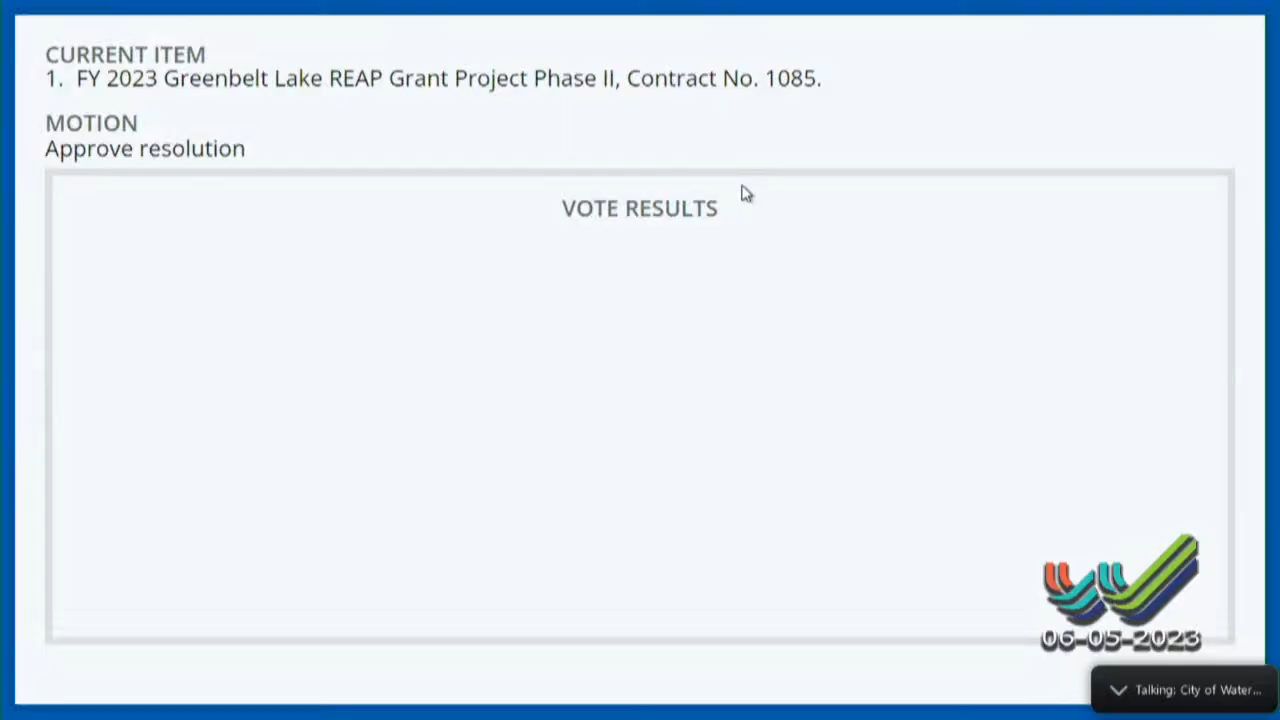 CURRENT ITEM
1. FY 2023 Greenbelt Lake REAP Grant Project Phase II, Contract No. 1085.
MOTION
Approve resolution
VOTE RESULTS
06-05-2023
Talking: City of Water...